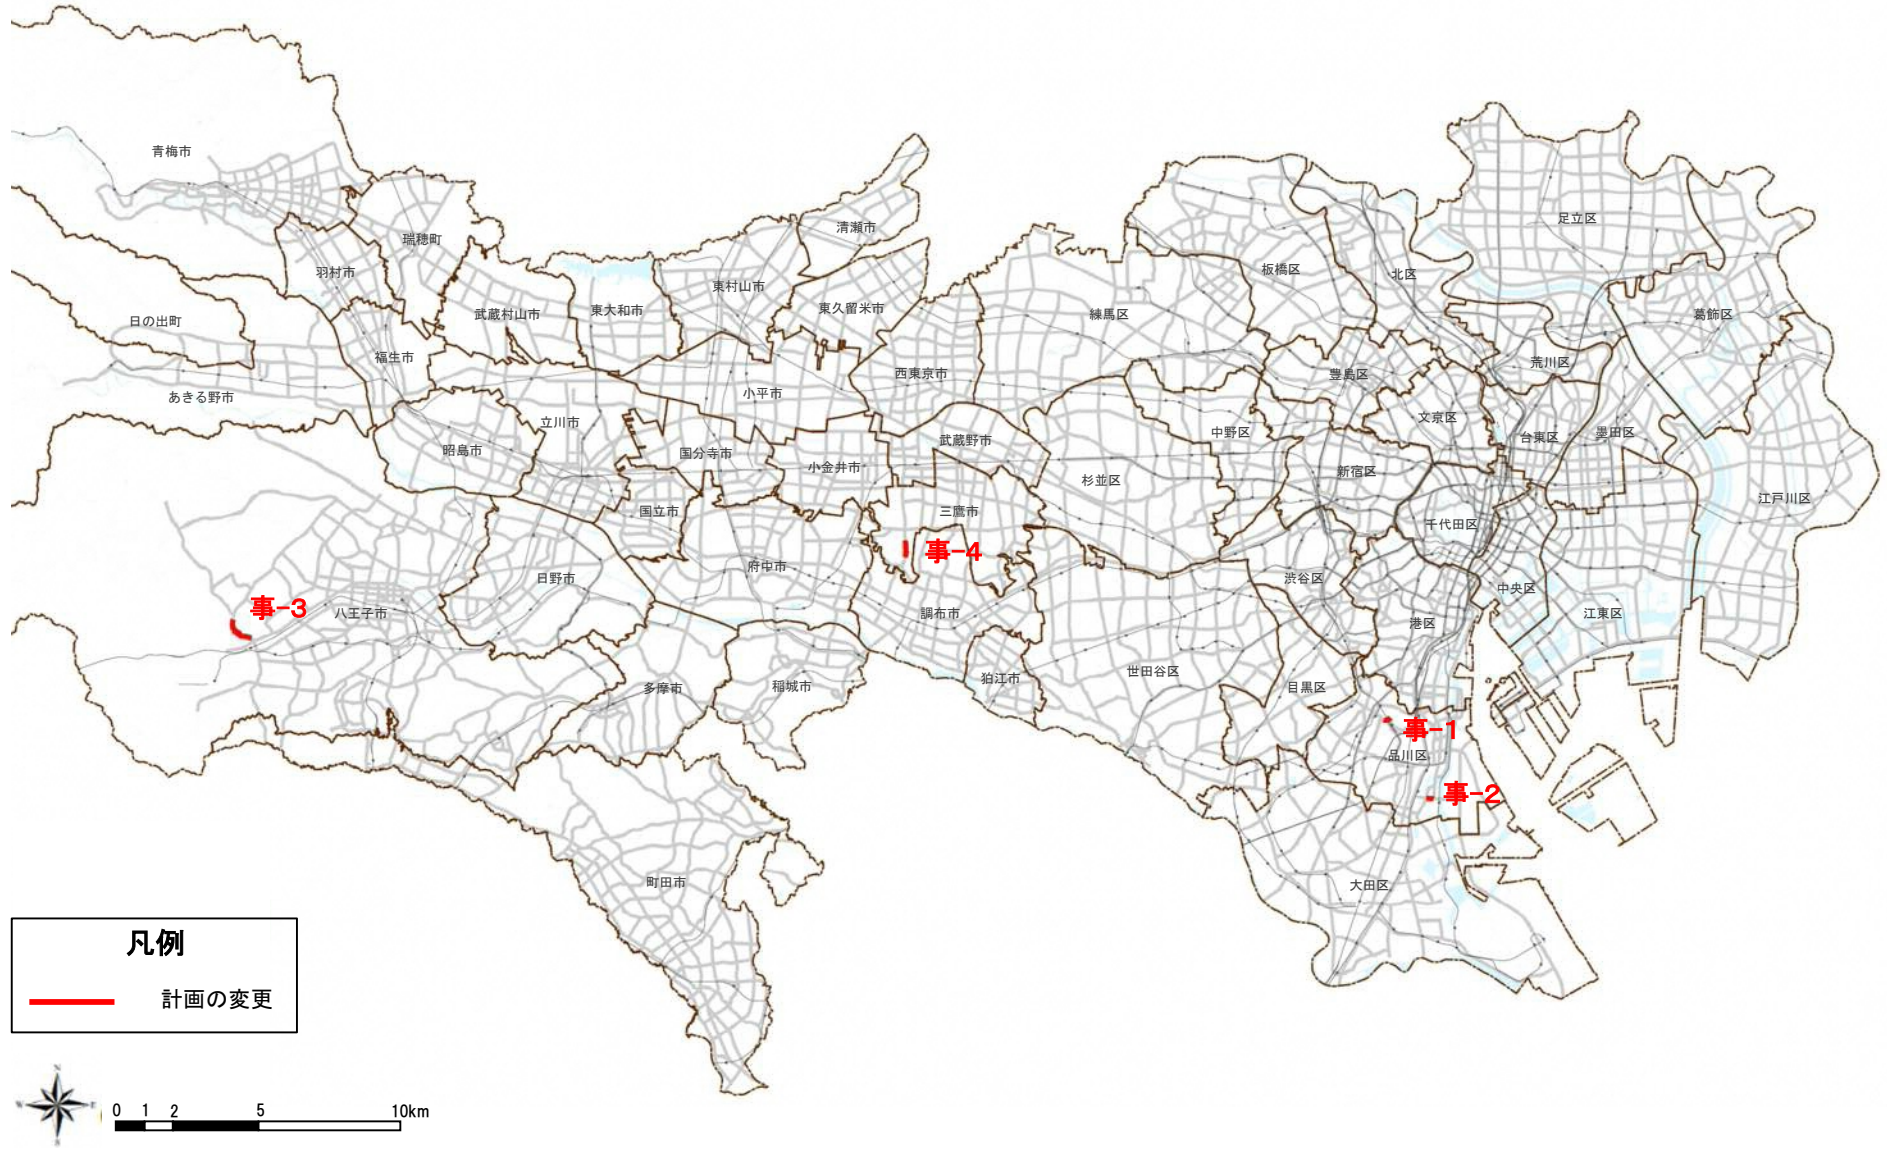 青梅市
瑞穂町
羽村市
日の出町
福生市
あきる野市
武蔵村山市
東大和市
東村山市
清瀬市
東久留米市
西東京市
小平市
立川市
昭島市
国分寺市
小金井市
国立市
武蔵野市
三鷹市
事-4
府中市
調布市
狛江市
日野市
八王子市
事-3
多摩市
稲城市
町田市
練馬区
板橋区
北区
足立区
葛飾区
荒川区
豊島区
文京区
台東区
墨田区
中野区
杉並区
新宿区
千代田区
江戸川区
渋谷区
中央区
江東区
港区
世田谷区
目黒区
事-1
品川区
事-2
大田区
凡例
計画の変更
N
W E
S
0 1 2 5 10km